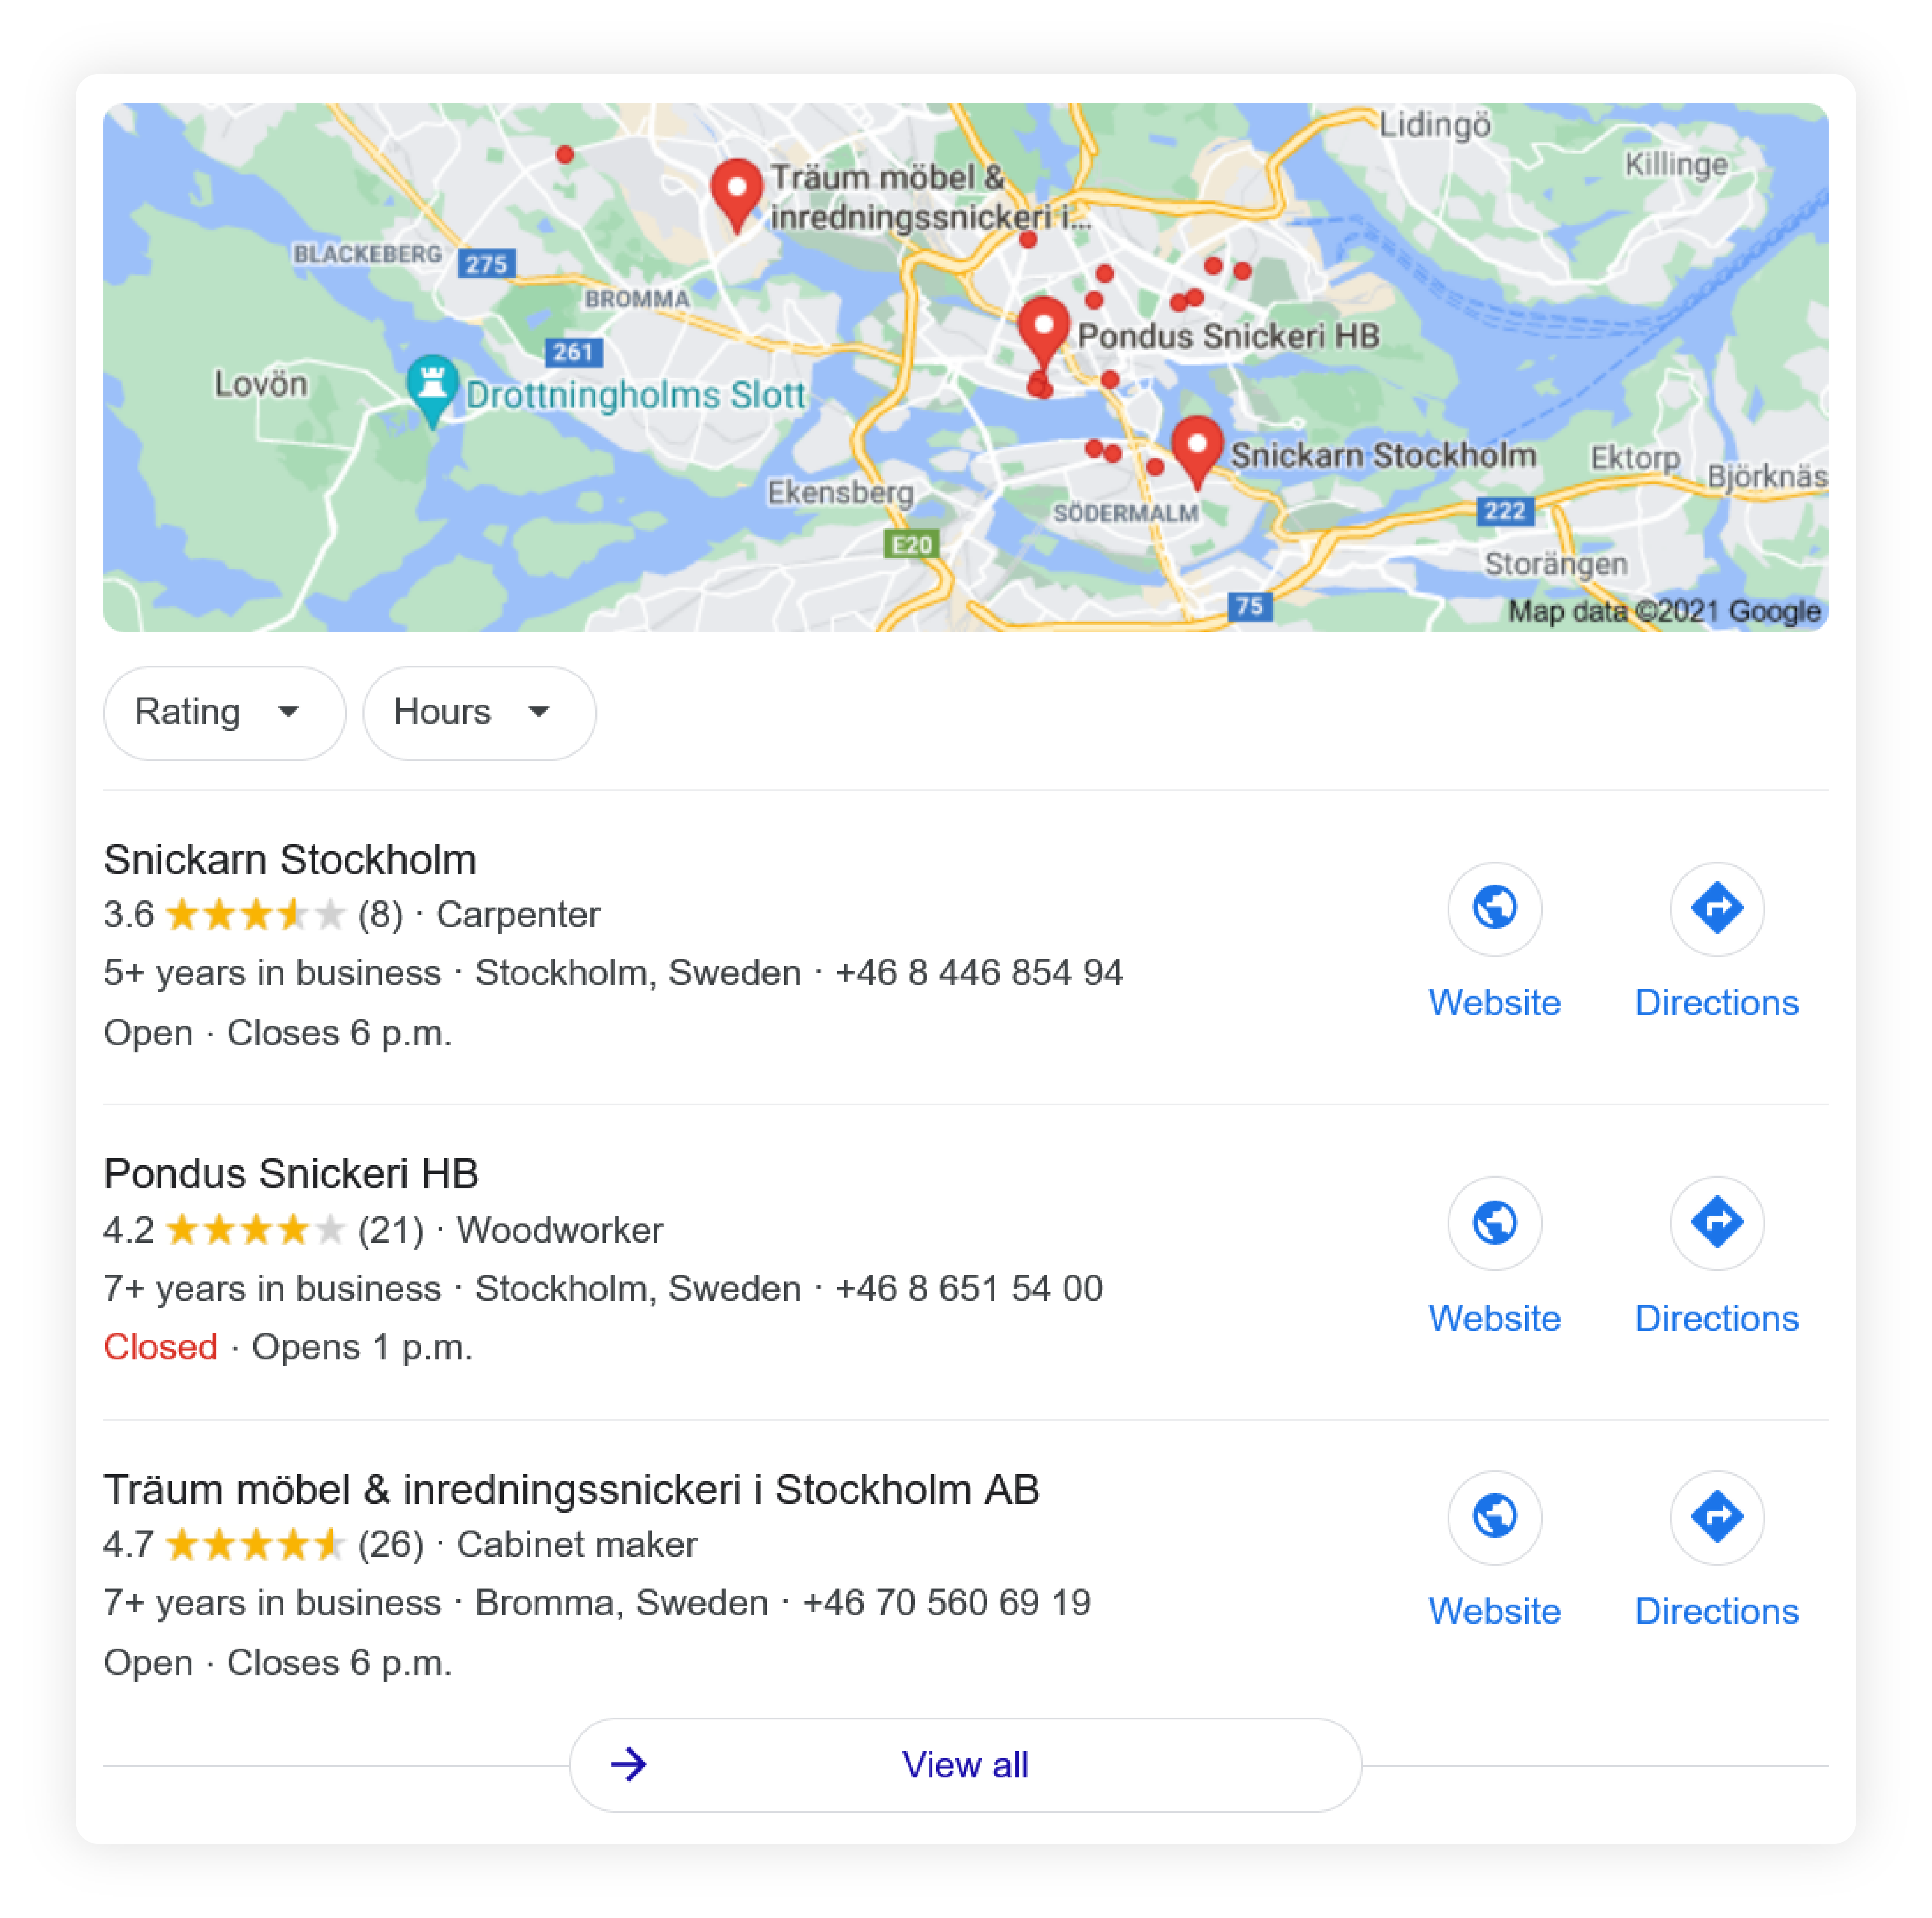 Lidingö
Killinge
Träum möbel &
inredningssnickeri i...
BLACKEBERG
275
BROMMA
261
Pondus Snickeri HB
Lovön
Drottningholms Slott
Snickarn Stockholm
Ektorp
Björknäs
Ekensberg
SÖDERMALM
222
E20
Storängen
75
Map data ©2021 Google
Rating
Hours
Snickarn Stockholm
3.6 (8) · Carpenter
5+ years in business · Stockholm, Sweden · +46 8 446 854 94
Open · Closes 6 p.m.
Website
Directions
Pondus Snickeri HB
4.2 (21) · Woodworker
7+ years in business · Stockholm, Sweden · +46 8 651 54 00
Closed · Opens 1 p.m.
Website
Directions
Träum möbel & inredningssnickeri i Stockholm AB
4.7 (26) · Cabinet maker
7+ years in business · Bromma, Sweden · +46 70 560 69 19
Open · Closes 6 p.m.
Website
Directions
View all